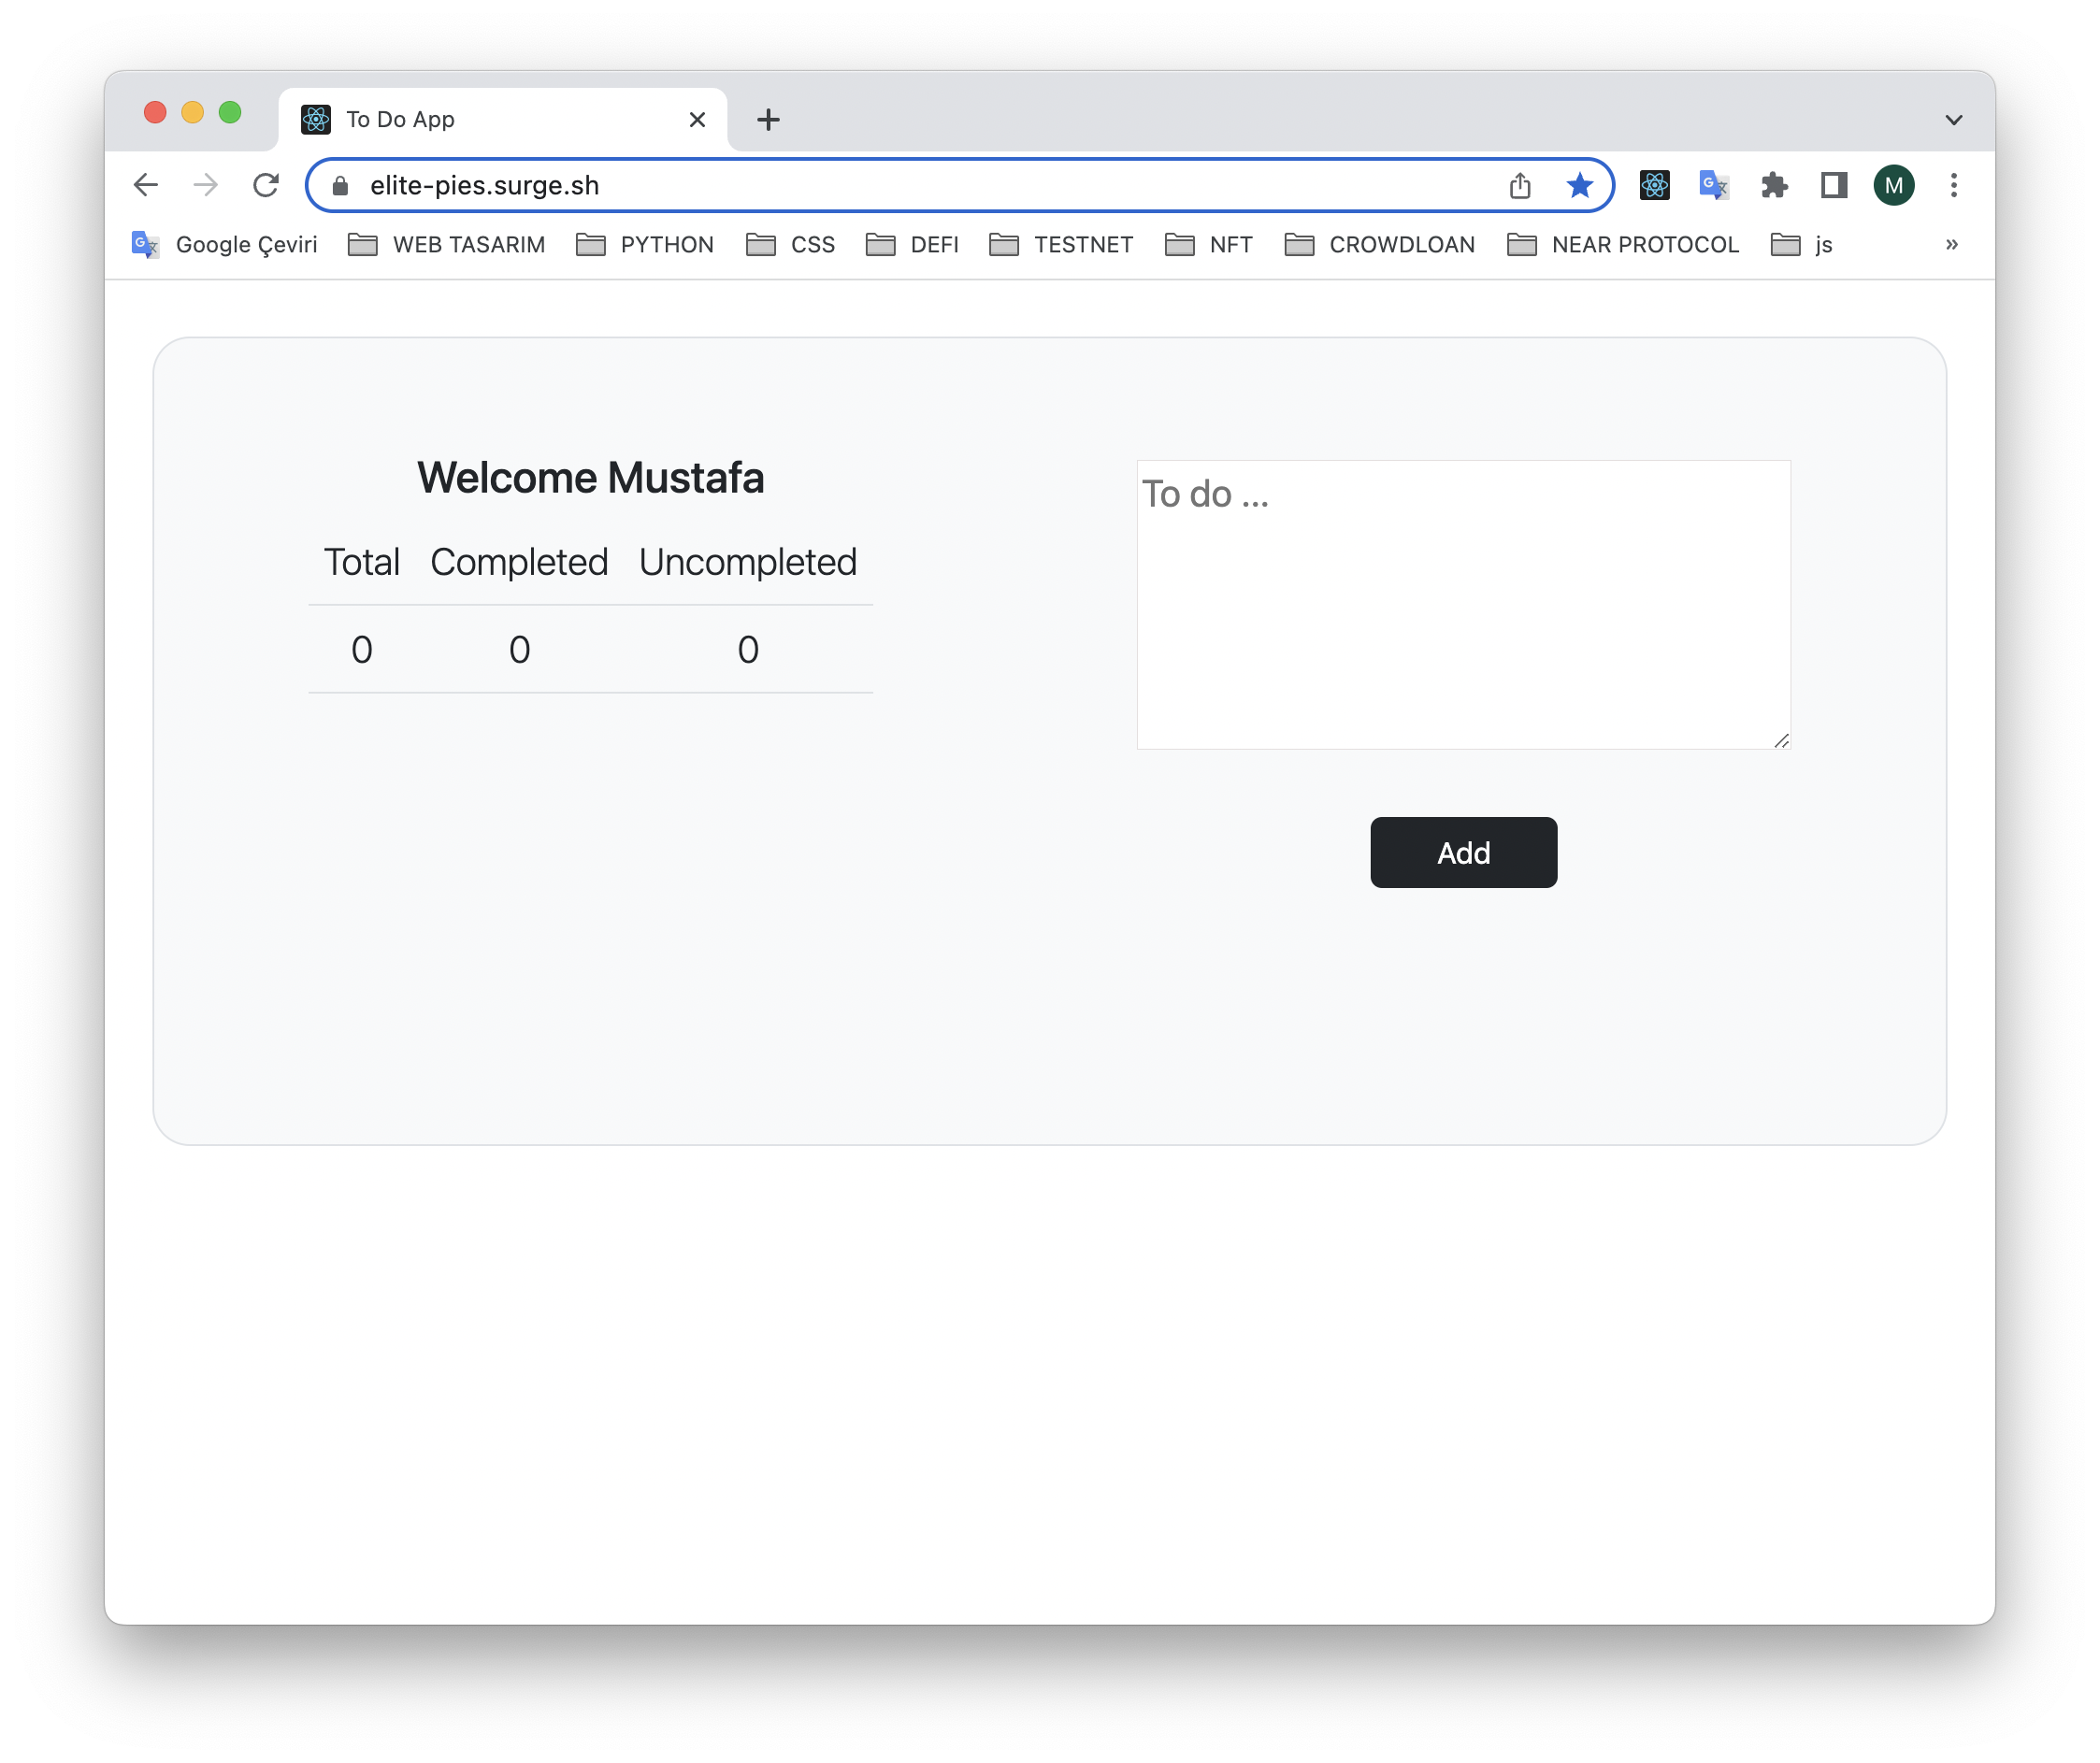 To Do App
elite-pies.surge.sh
M
Google Çeviri WEB TASARIM PYTHON CSS DEFI TESTNET NFT CROWDLOAN NEAR PROTOCOL js »
Welcome Mustafa
Total Completed Uncompleted
0 0 0
To do ...
Add